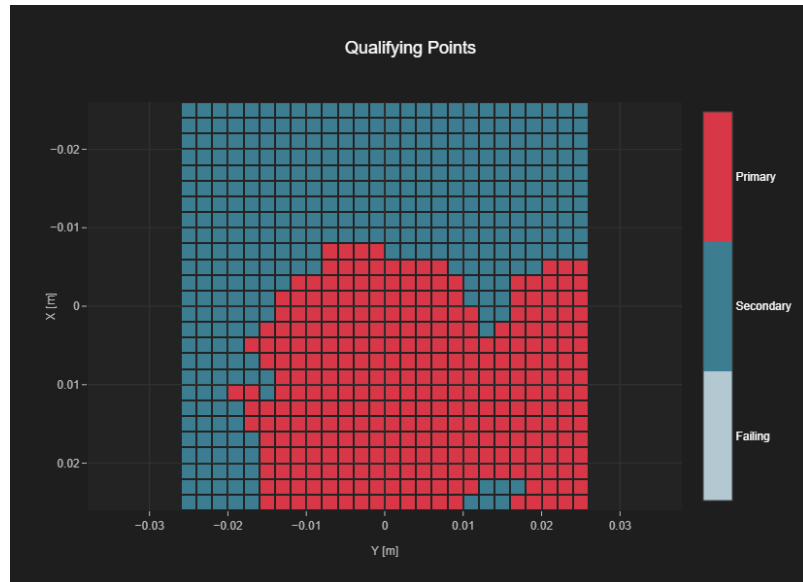 Qualifying Points
−0.02
−0.01
0
0.01
0.02
X [m]
−0.03
−0.02
−0.01
0
0.01
0.02
0.03
Y [m]
Primary
Secondary
Failing